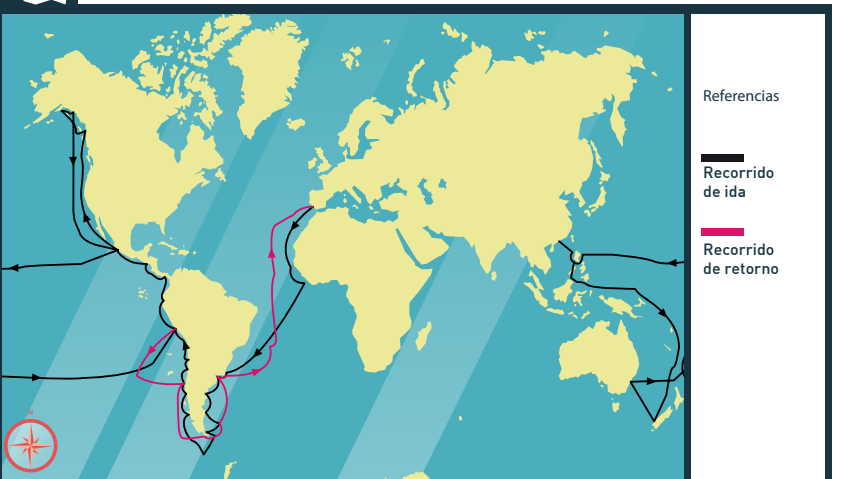 Referencias
Recorrido
de ida
Recorrido
de retorno
N